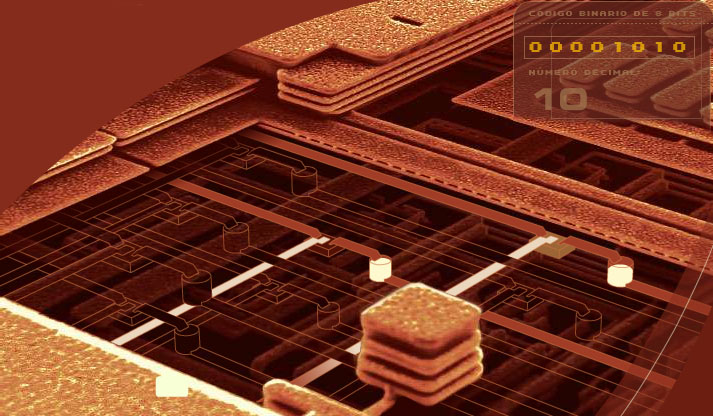 CODIGO BINARIO DE 8 BITS
00001010
NUMERO DECIMAL
10